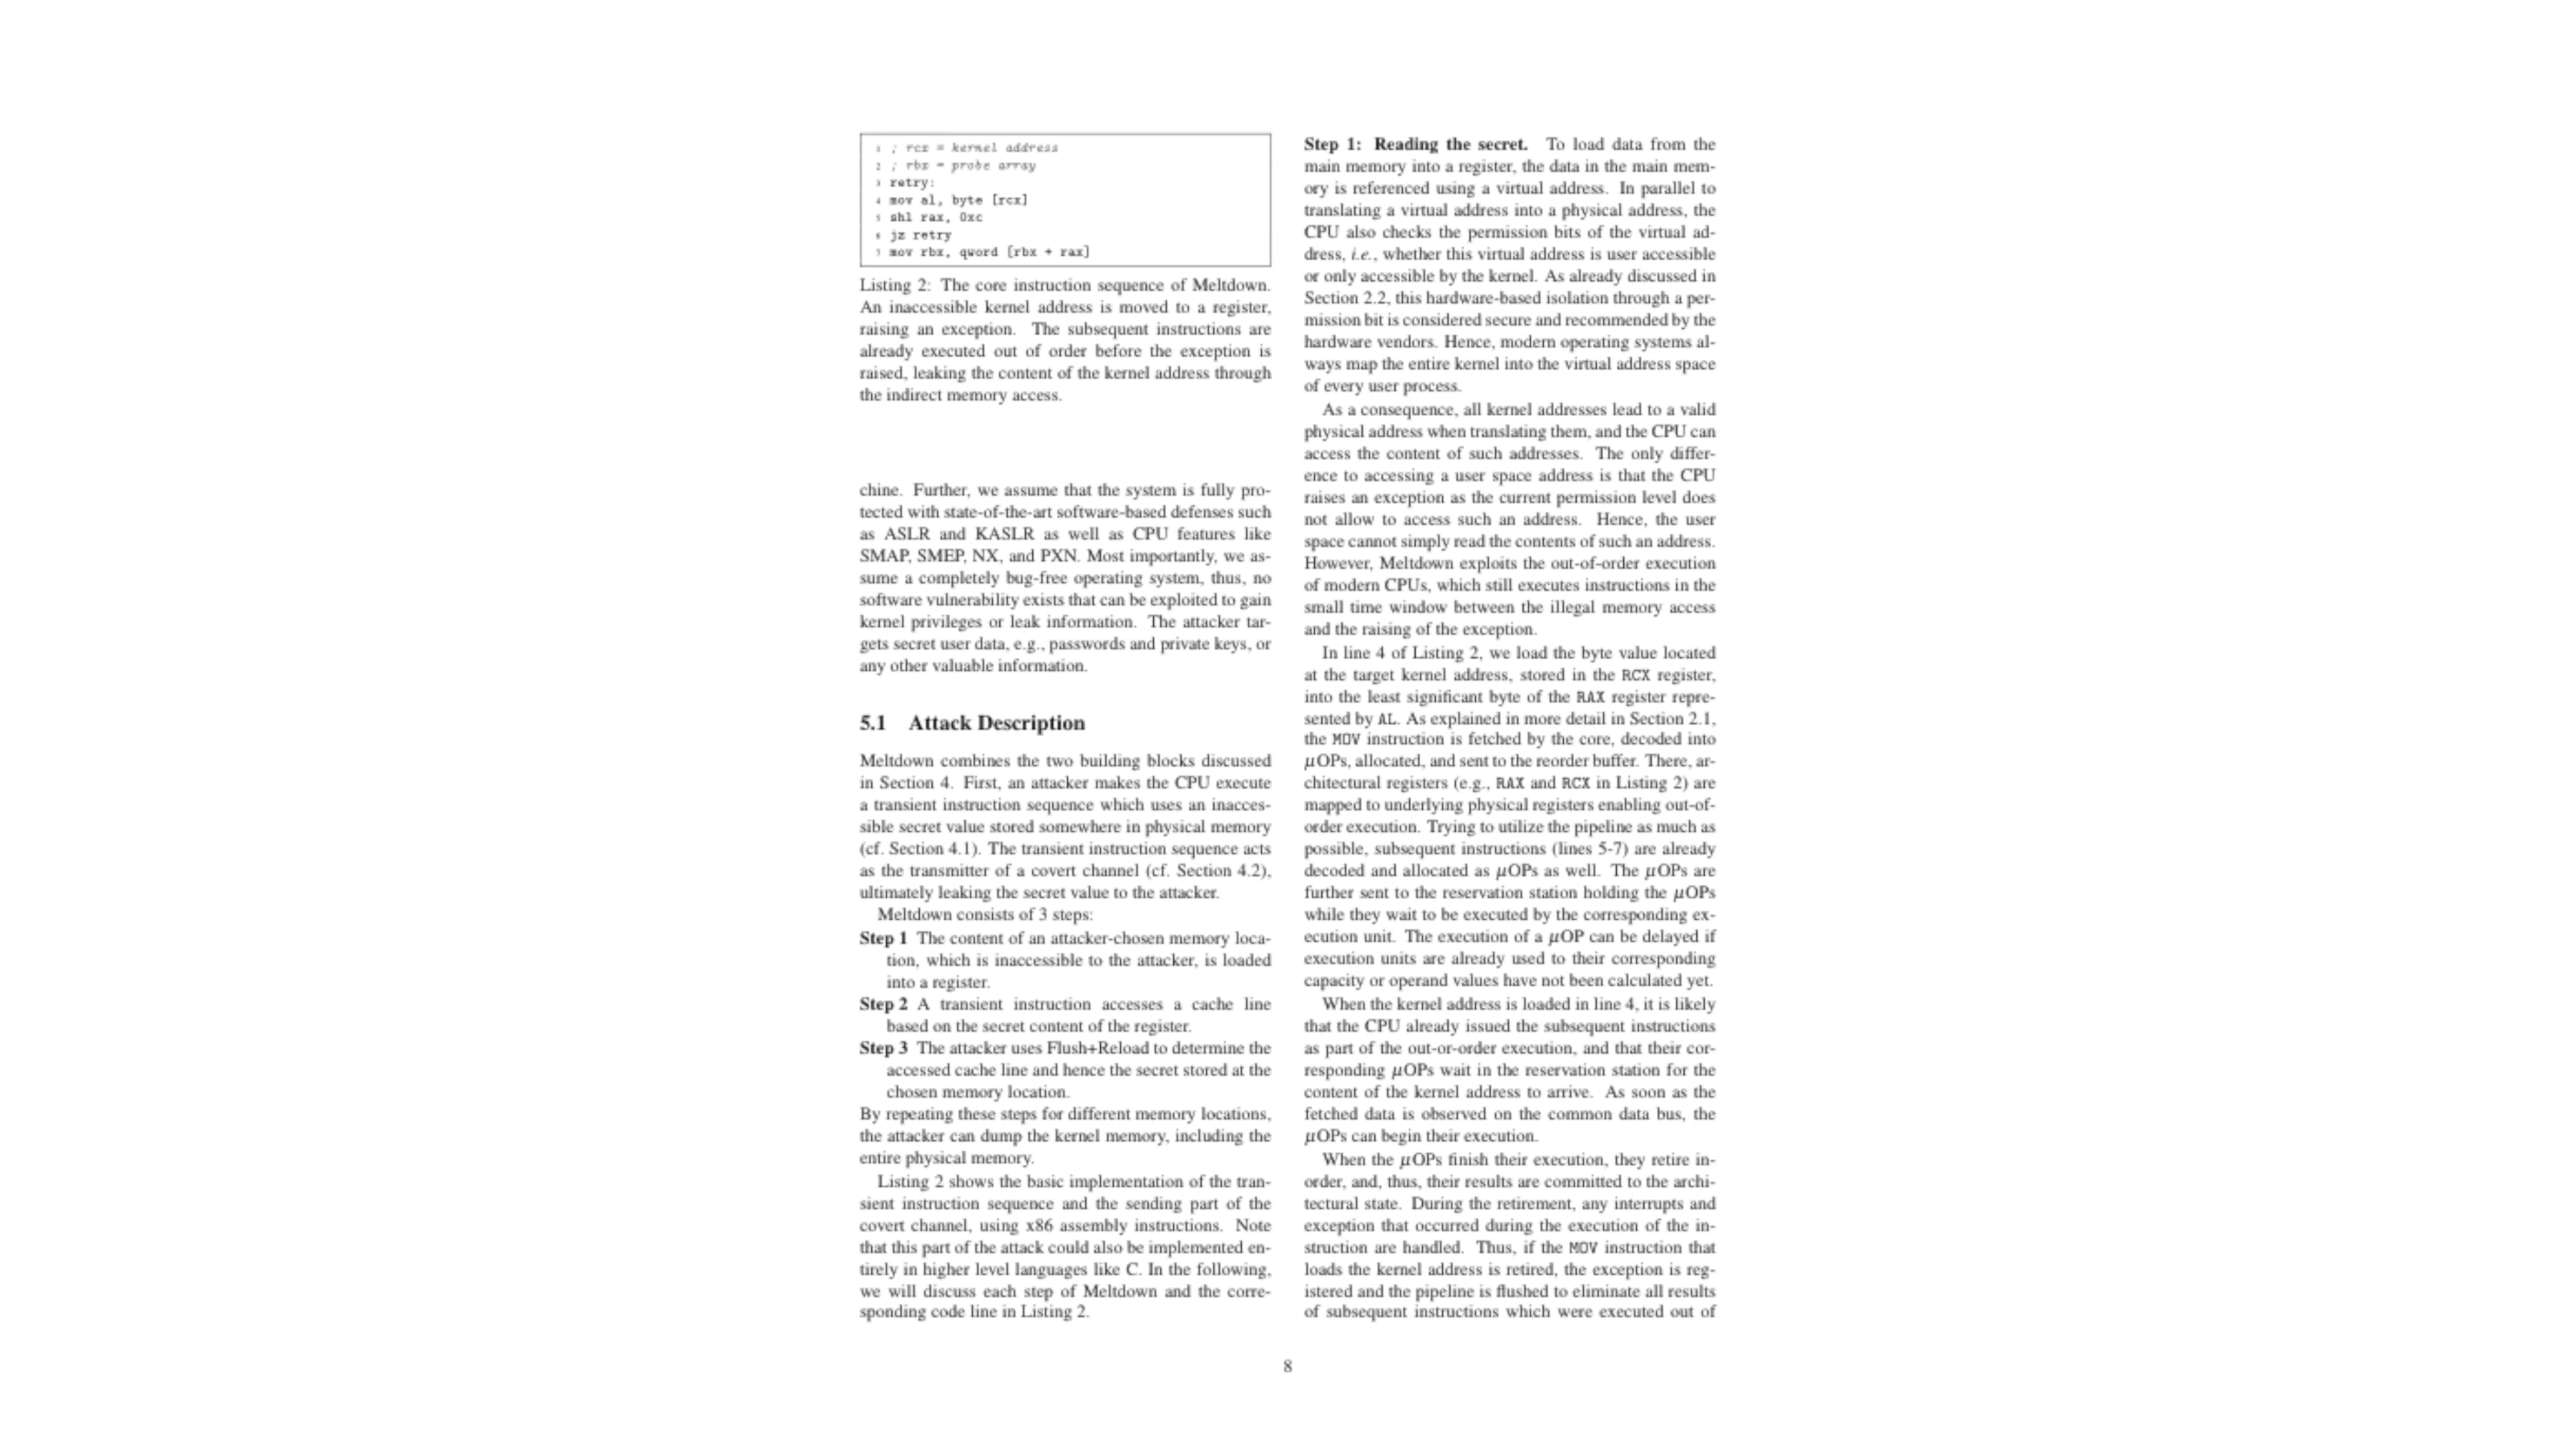 1 ; rcx = kernel address
2 ; rbx = probe array
3 retry:
4 mov al, byte [rcx]
5 shl rax, 0xc
6 jz retry
7 mov rbx, qword [rbx + rax]
Listing 2: The core instruction sequence of Meltdown.
An inaccessible kernel address is moved to a register,
raising an exception. The subsequent instructions are
already executed out of order before the exception is
raised, leaking the content of the kernel address through
the indirect memory access.
chine. Further, we assume that the system is fully pro-
tected with state-of-the-art software-based defenses such
as ASLR and KASLR as well as CPU features like
SMAP, SMEP, NX, and PXN. Most importantly, we as-
sume a completely bug-free operating system, thus, no
software vulnerability exists that can be exploited to gain
kernel privileges or leak information. The attacker tar-
gets secret user data, e.g., passwords and private keys, or
any other valuable information.
5.1 Attack Description
Meltdown combines the two building blocks discussed
in Section 4. First, an attacker makes the CPU execute
a transient instruction sequence which uses an inacces-
sible secret value stored somewhere in physical memory
(cf. Section 4.1). The transient instruction sequence acts
as the transmitter of a covert channel (cf. Section 4.2),
ultimately leaking the secret value to the attacker.
Meltdown consists of 3 steps:
Step 1 The content of an attacker-chosen memory loca-
tion, which is inaccessible to the attacker, is loaded
into a register.
Step 2 A transient instruction accesses a cache line
based on the secret content of the register.
Step 3 The attacker uses Flush+Reload to determine the
accessed cache line and hence the secret stored at the
chosen memory location.
By repeating these steps for different memory locations,
the attacker can dump the kernel memory, including the
entire physical memory.
Listing 2 shows the basic implementation of the tran-
sient instruction sequence and the sending part of the
covert channel, using x86 assembly instructions. Note
that this part of the attack could also be implemented en-
tirely in higher level languages like C. In the following,
we will discuss each step of Meltdown and the corre-
sponding code line in Listing 2.
Step 1: Reading the secret. To load data from the
main memory into a register, the data in the main mem-
ory is referenced using a virtual address. In parallel to
translating a virtual address into a physical address, the
CPU also checks the permission bits of the virtual ad-
dress, i.e., whether this virtual address is user accessible
or only accessible by the kernel. As already discussed in
Section 2.2, this hardware-based isolation through a per-
mission bit is considered secure and recommended by the
hardware vendors. Hence, modern operating systems al-
ways map the entire kernel into the virtual address space
of every user process.
As a consequence, all kernel addresses lead to a valid
physical address when translating them, and the CPU can
access the content of such addresses. The only differ-
ence to accessing a user space address is that the CPU
raises an exception as the current permission level does
not allow to access such an address. Hence, the user
space cannot simply read the contents of such an address.
However, Meltdown exploits the out-of-order execution
of modern CPUs, which still executes instructions in the
small time window between the illegal memory access
and the raising of the exception.
In line 4 of Listing 2, we load the byte value located
at the target kernel address, stored in the RCX register,
into the least significant byte of the RAX register repre-
sented by AL. As explained in more detail in Section 2.1,
the MOV instruction is fetched by the core, decoded into
μOPs, allocated, and sent to the reorder buffer. There, ar-
chitectural registers (e.g., RAX and RCX in Listing 2) are
mapped to underlying physical registers enabling out-of-
order execution. Trying to utilize the pipeline as much as
possible, subsequent instructions (lines 5-7) are already
decoded and allocated as μOPs as well. The μOPs are
further sent to the reservation station holding the μOPs
while they wait to be executed by the corresponding ex-
ecution unit. The execution of a μOP can be delayed if
execution units are already used to their corresponding
capacity or operand values have not been calculated yet.
When the kernel address is loaded in line 4, it is likely
that the CPU already issued the subsequent instructions
as part of the out-or-order execution, and that their cor-
responding μOPs wait in the reservation station for the
content of the kernel address to arrive. As soon as the
fetched data is observed on the common data bus, the
μOPs can begin their execution.
When the μOPs finish their execution, they retire in-
order, and, thus, their results are committed to the archi-
tectural state. During the retirement, any interrupts and
exception that occurred during the execution of the in-
struction are handled. Thus, if the MOV instruction that
loads the kernel address is retired, the exception is reg-
istered and the pipeline is flushed to eliminate all results
of subsequent instructions which were executed out of
8